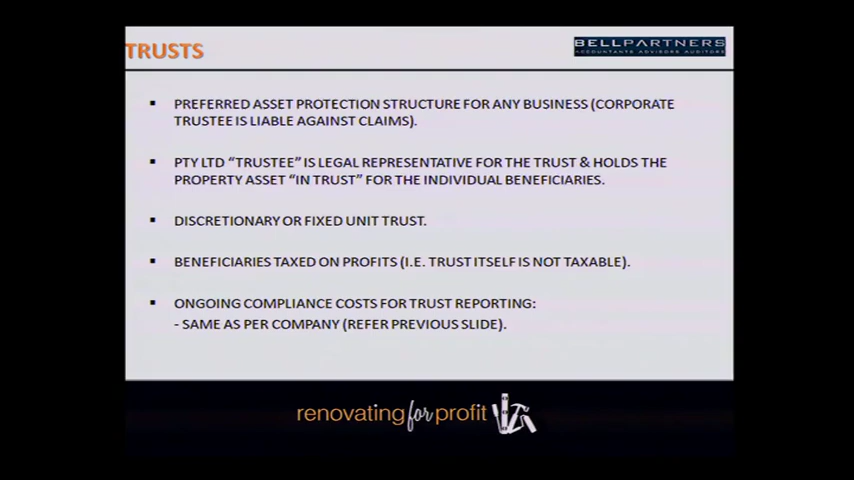 TRUSTS
BELLPARTNERS
ACCOUNTANTS ADVISORS AUDITORS
▪ PREFERRED ASSET PROTECTION STRUCTURE FOR ANY BUSINESS (CORPORATE
TRUSTEE IS LIABLE AGAINST CLAIMS).
▪ PTY LTD “TRUSTEE” IS LEGAL REPRESENTATIVE FOR THE TRUST & HOLDS THE
PROPERTY ASSET “IN TRUST” FOR THE INDIVIDUAL BENEFICIARIES.
▪ DISCRETIONARY OR FIXED UNIT TRUST.
▪ BENEFICIARIES TAXED ON PROFITS (I.E. TRUST ITSELF IS NOT TAXABLE).
▪ ONGOING COMPLIANCE COSTS FOR TRUST REPORTING:
- SAME AS PER COMPANY (REFER PREVIOUS SLIDE).
renovating for profit